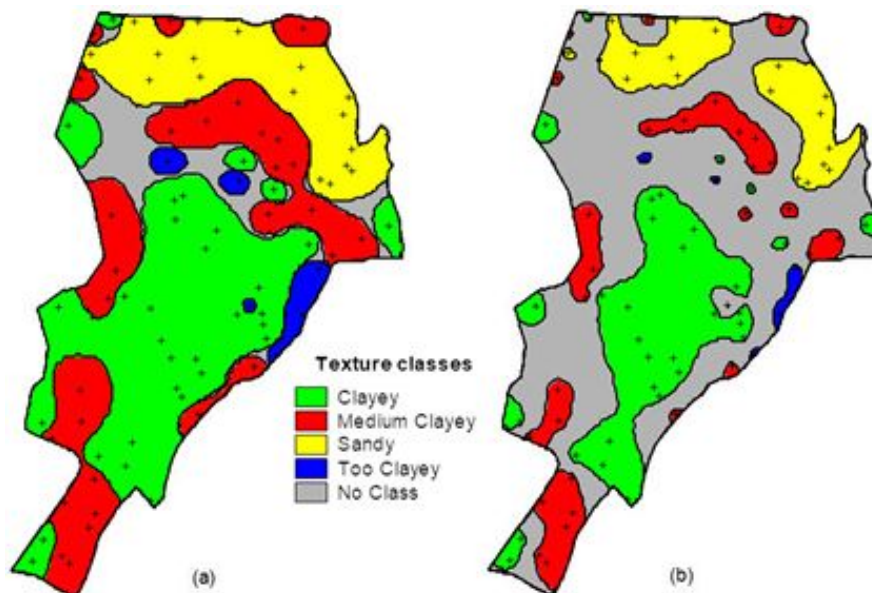 Texture classes
Clayey
Medium Clayey
Sandy
Too Clayey
No Class
(a)
(b)